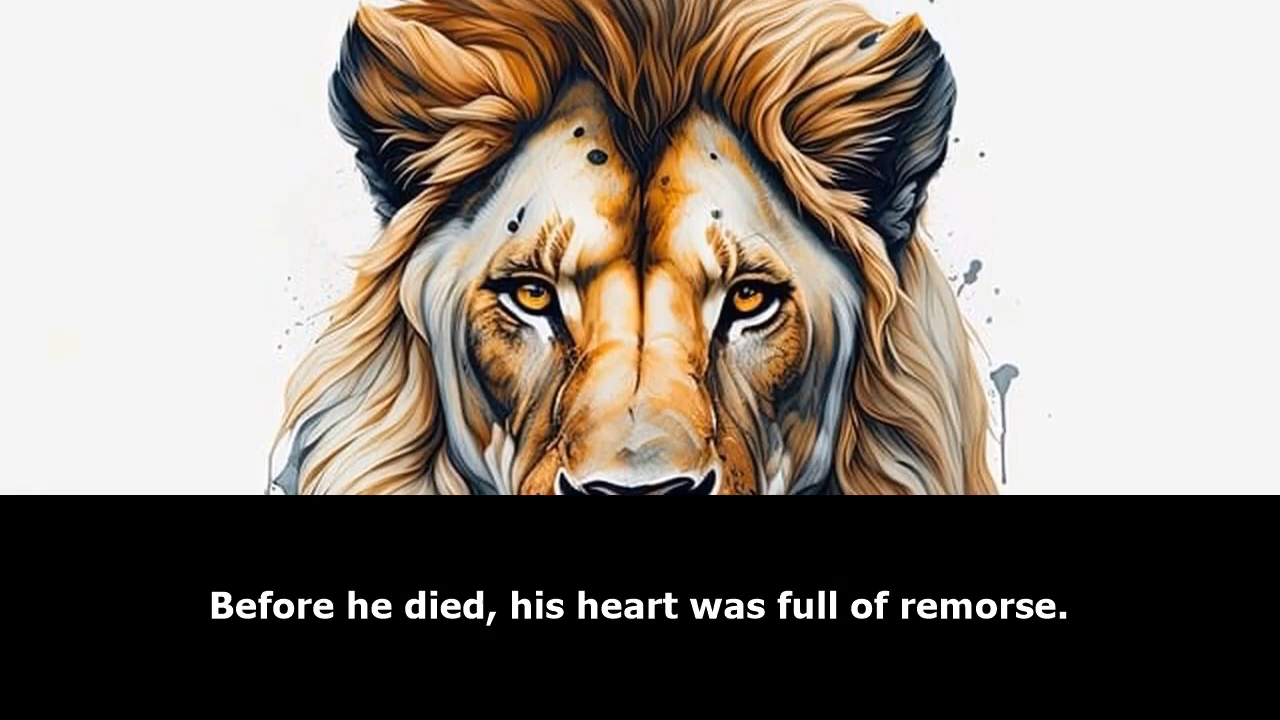 Before he died, his heart was full of remorse.